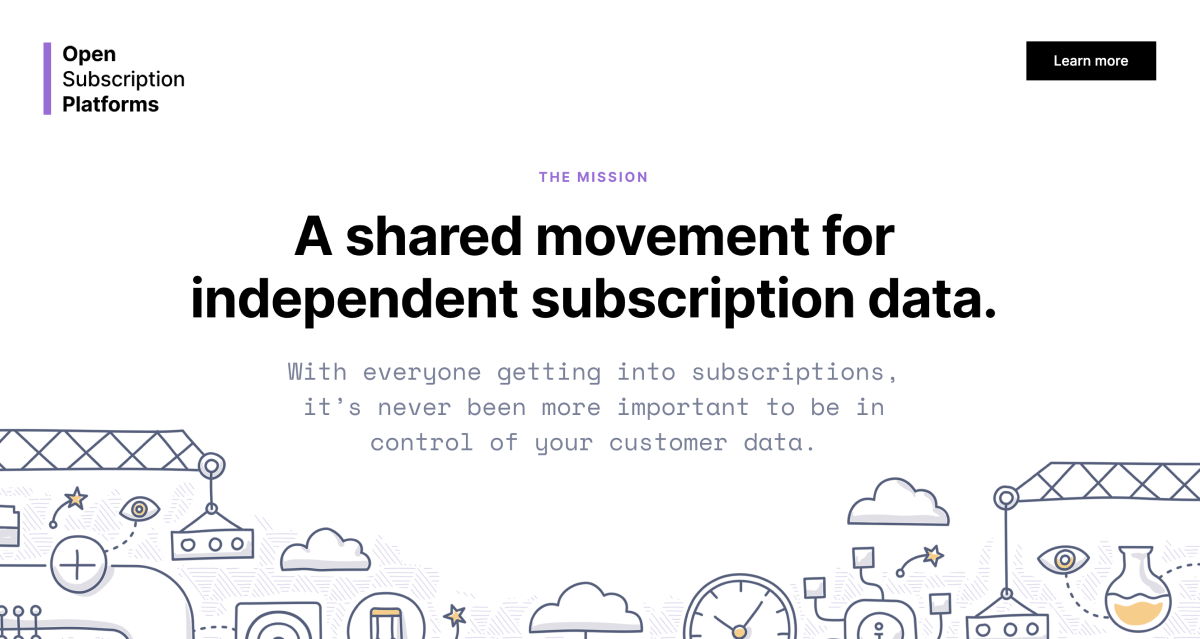 Open
Subscription
Platforms
Learn more
THE MISSION
A shared movement for
independent subscription data.
With everyone getting into subscriptions,
it’s never been more important to be in
control of your customer data.